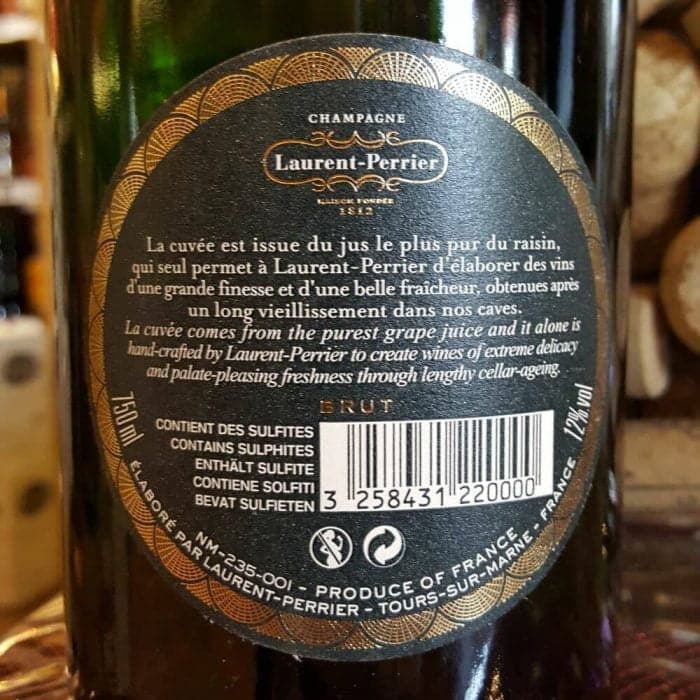 CHAMPAGNE
Laurent-Perrier
MAISON FONDÉE
1812
La cuvée est issue du jus le plus pur du raisin,
qui seul permet à Laurent-Perrier d'élaborer des vins
d'une grande finesse et d'une belle fraîcheur, obtenues après
un long vieillissement dans nos caves.
La cuvée comes from the purest grape juice and it alone is
hand-crafted by Laurent-Perrier to create wines of extreme delicacy
and palate-pleasing freshness through lengthy cellar-ageing.
BRUT
750 ml
12% vol
CONTIENT DES SULFITES
CONTAINS SULPHITES
ENTHÄLT SULFITE
CONTIENE SOLFITI
BEVAT SULFIETEN
3 258431 220000
NM-235-001 - PRODUCE OF FRANCE
ÉLABORÉ PAR LAURENT-PERRIER - TOURS-SUR-MARNE - FRANCE